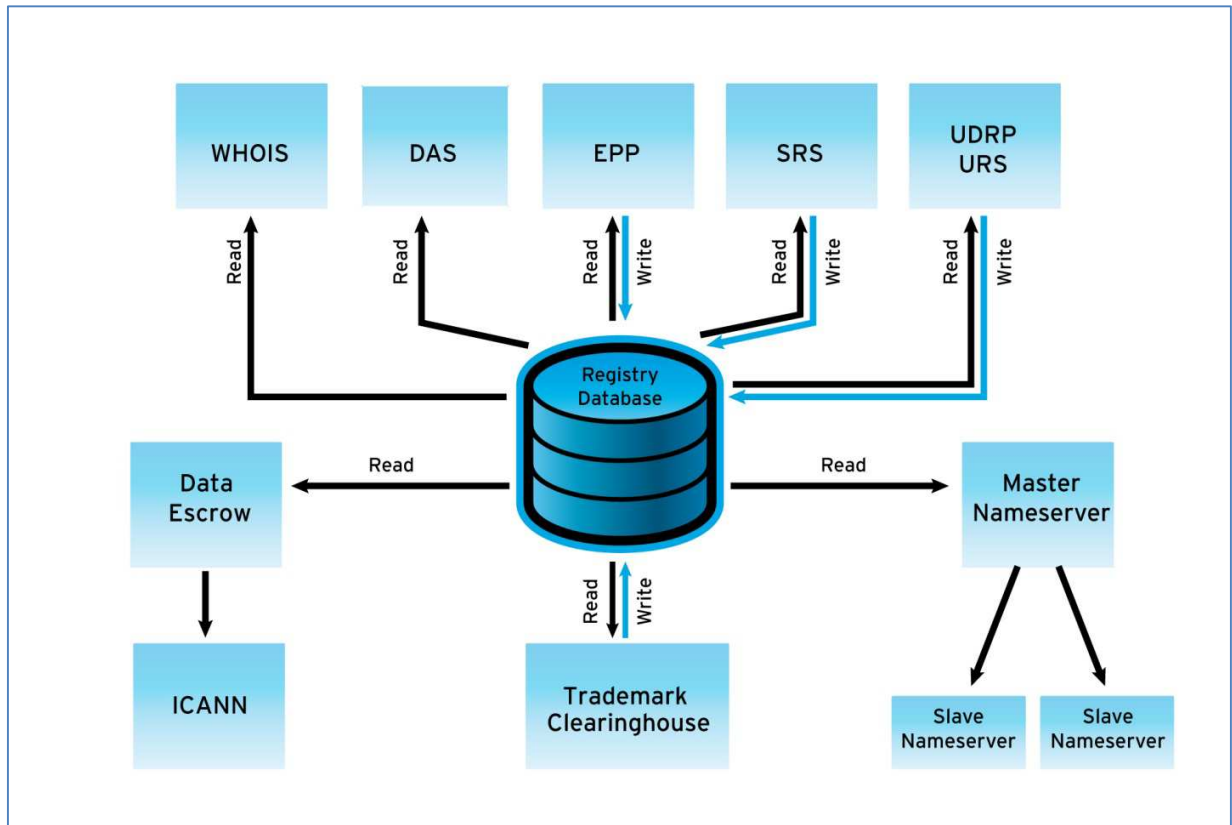 WHOIS
DAS
EPP
SRS
UDRP
URS
Read
Read
Read
Write
Read
Write
Read
Write
Registry
Database
Data
Escrow
Read
Read
Master
Nameserver
Read
Write
ICANN
Trademark
Clearinghouse
Slave
Nameserver
Slave
Nameserver